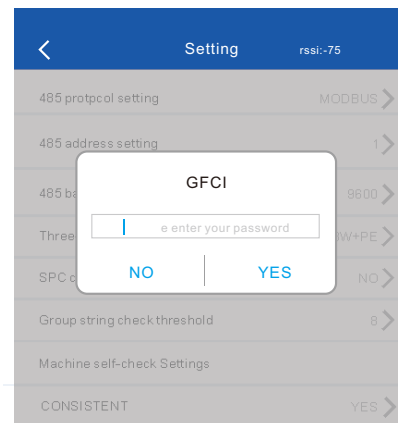 Setting rssi:-75
485 protpcol setting MODBUS
485 address setting 1
GFCI
485 ba 9600
e enter your password
Three W+PE
NO YES
SPC c NO
Group string check threshold 8
Machine self-check Settings
CONSISTENT YES